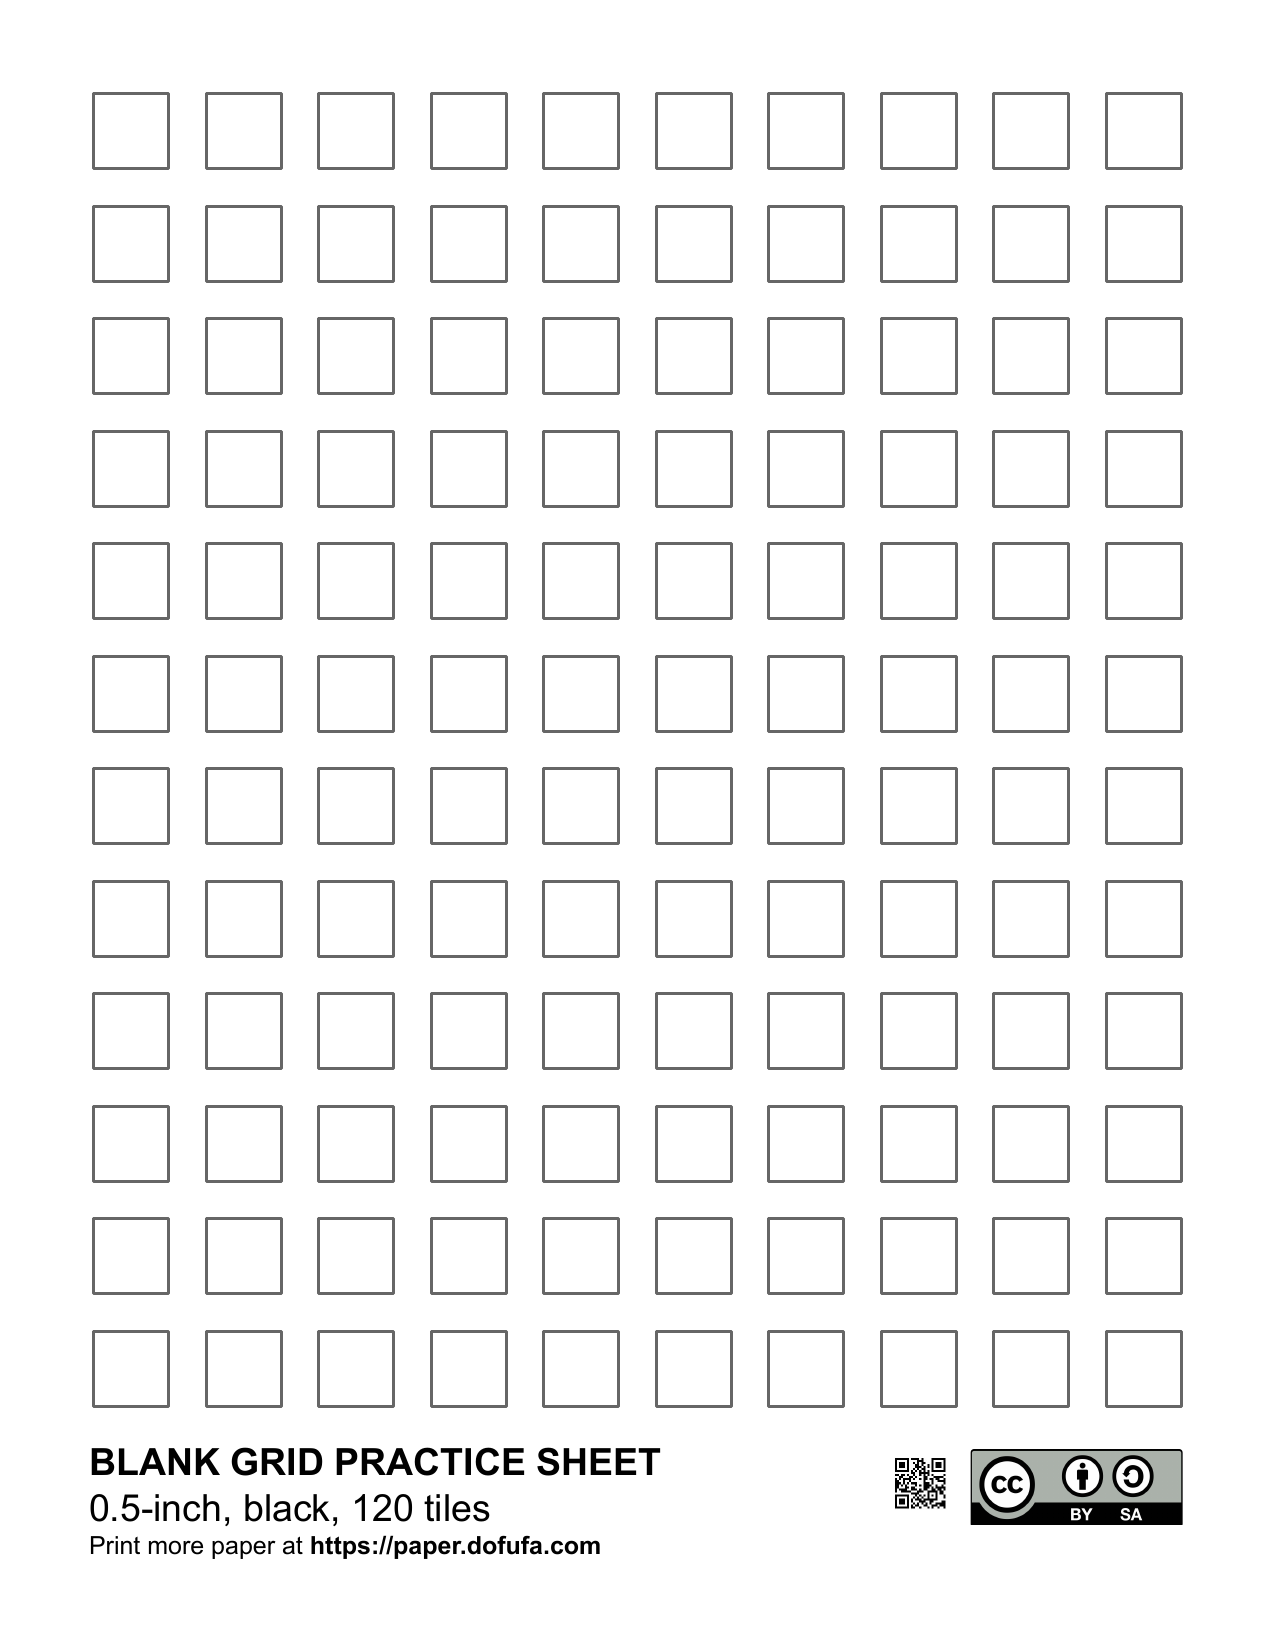 BLANK GRID PRACTICE SHEET
0.5-inch, black, 120 tiles
Print more paper at https://paper.dofufa.com
cc
BY SA